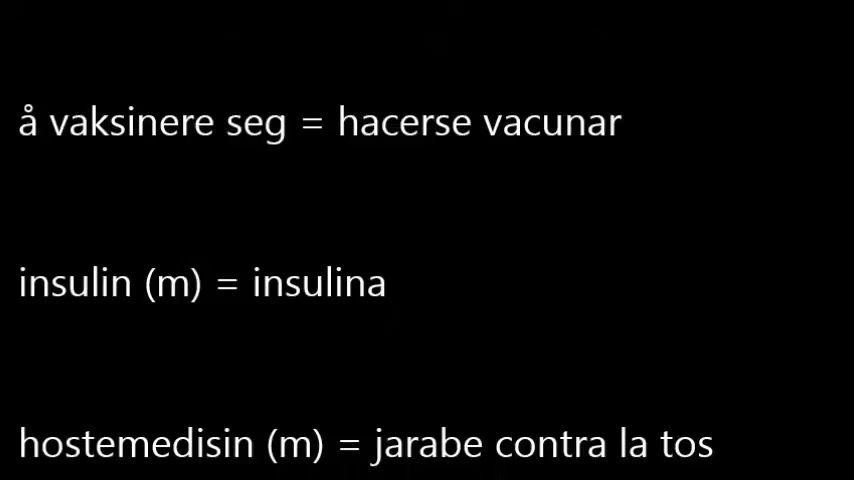 å vaksinere seg = hacerse vacunar
insulin (m) = insulina
hostemedisin (m) = jarabe contra la tos